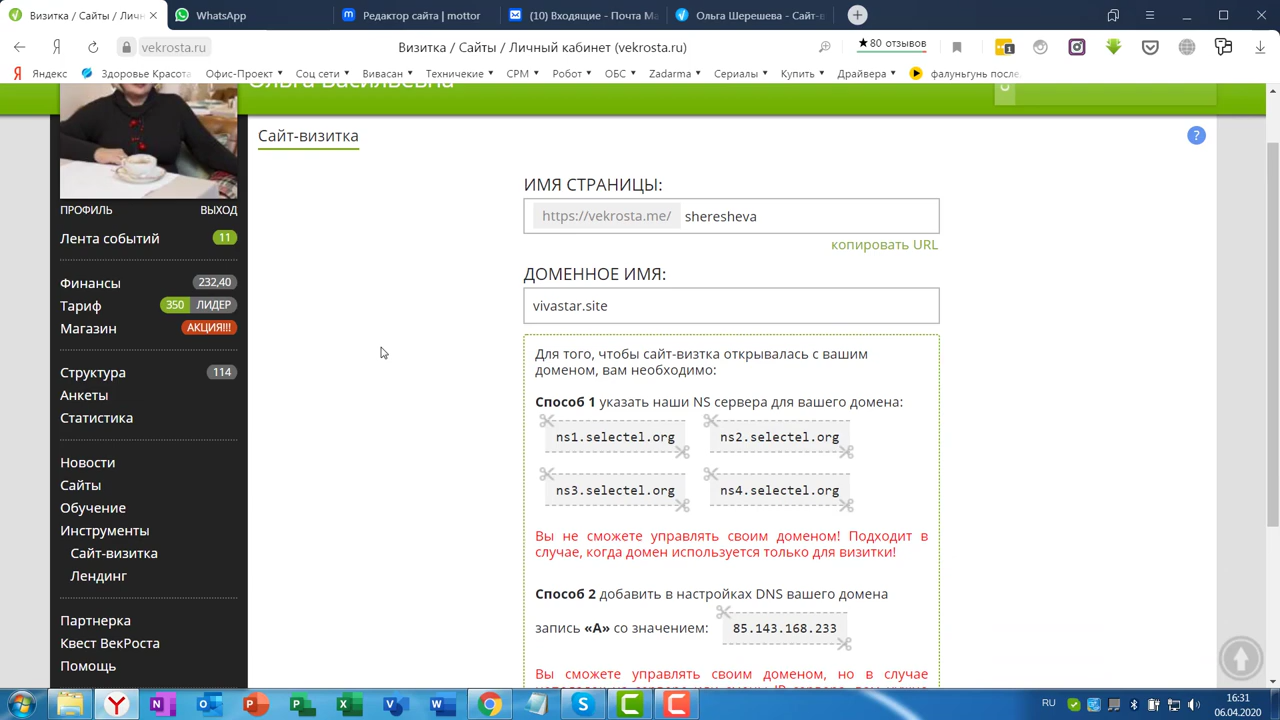 Визитка / Сайты / Личн
WhatsApp
Редактор сайта | mottor
(10) Входящие - Почта Ма
Ольга Шерешева - Сайт-в
vekrosta.ru
Визитка / Сайты / Личный кабинет (vekrosta.ru)
★ 80 отзывов
Яндекс
Здоровье Красота
Офис-Проект
Соц сети
Вивасан
Техничекие
СРМ
Робот
ОБС
Zadarma
Сериалы
Купить
Драйвера
фалуньгунь после
Ольга Васильевна
Сайт-визитка
?
ИМЯ СТРАНИЦЫ:
https://vekrosta.me/ sheresheva
копировать URL
ДОМЕННОЕ ИМЯ:
vivastar.site
Для того, чтобы сайт-визтка открывалась с вашим
доменом, вам необходимо:
Способ 1 указать наши NS сервера для вашего домена:
ns1.selectel.org
ns2.selectel.org
ns3.selectel.org
ns4.selectel.org
Вы не сможете управлять своим доменом! Подходит в
случае, когда домен используется только для визитки!
Способ 2 добавить в настройках DNS вашего домена
запись «А» со значением: 85.143.168.233
Вы сможете управлять своим доменом, но в случае
ПРОФИЛЬ
ВЫХОД
Лента событий 11
Финансы 232,40
Тариф 350 ЛИДЕР
Магазин АКЦИЯ!!!
Структура 114
Анкеты
Статистика
Новости
Сайты
Обучение
Инструменты
Сайт-визитка
Лендинг
Партнерка
Квест ВекРоста
Помощь
RU
16:31
06.04.2020